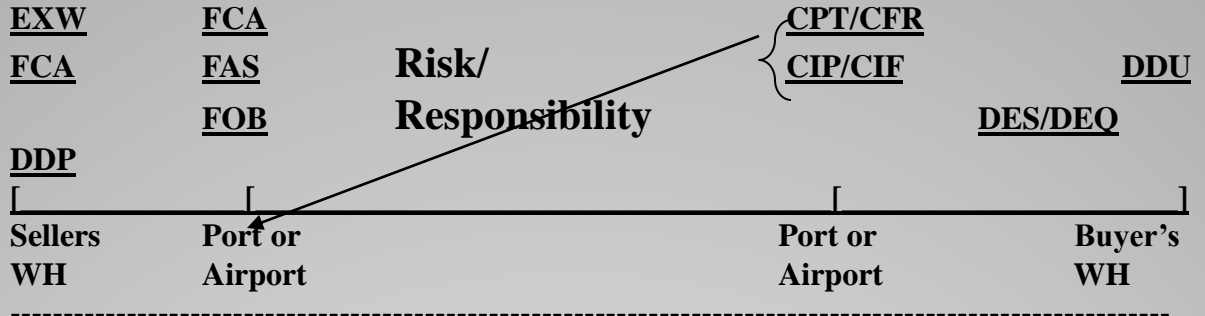 EXW FCA CPT/CFR
FCA FAS Risk/ CIP/CIF DDU
FOB Responsibility DES/DEQ
DDP
[ [ [ ]
Sellers Port or Port or Buyer’s
WH Airport Airport WH
-----------------------------------------------------------------------------------------------------------